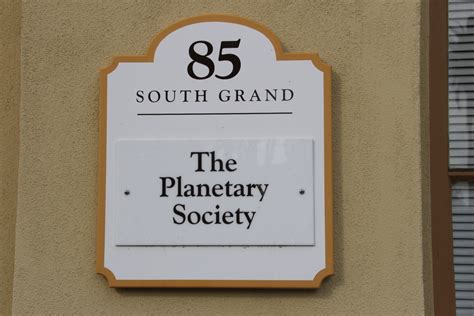 85
SOUTH GRAND
The
Planetary
Society